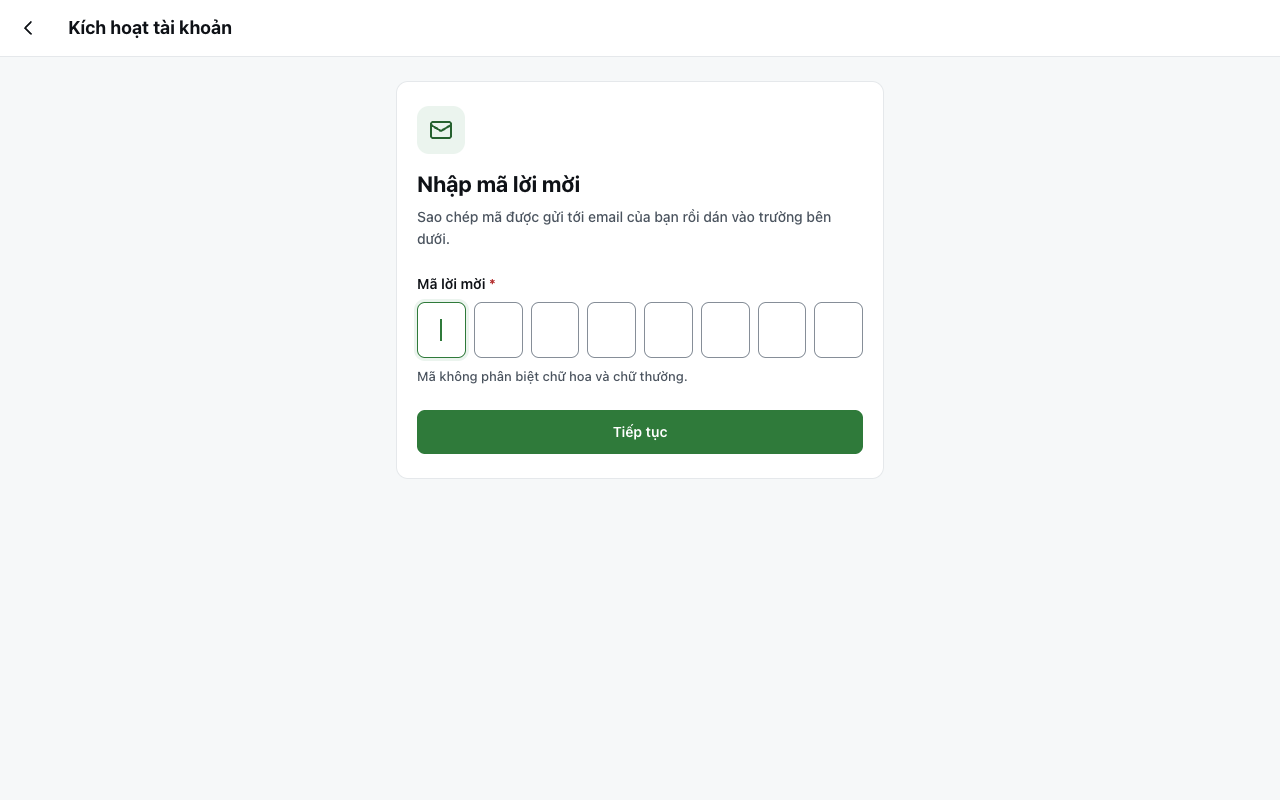 Kích hoạt tài khoản
Nhập mã lời mời
Sao chép mã được gửi tới email của bạn rồi dán vào trường bên
dưới.
Mã lời mời *
Mã không phân biệt chữ hoa và chữ thường.
Tiếp tục